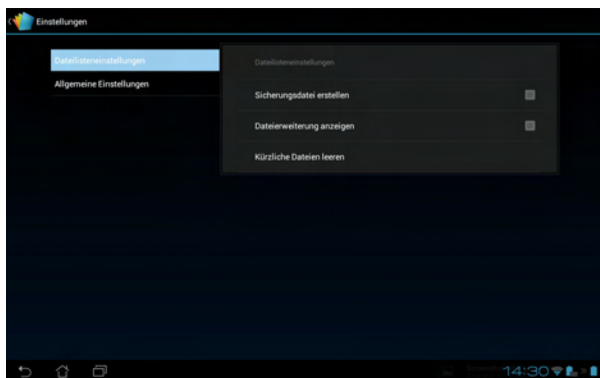 Einstellungen
Dateilisteneinstellungen
Allgemeine Einstellungen
Dateilisteneinstellungen
Sicherungsdatei erstellen
Dateierweiterung anzeigen
Kürzliche Dateien leeren
14:30